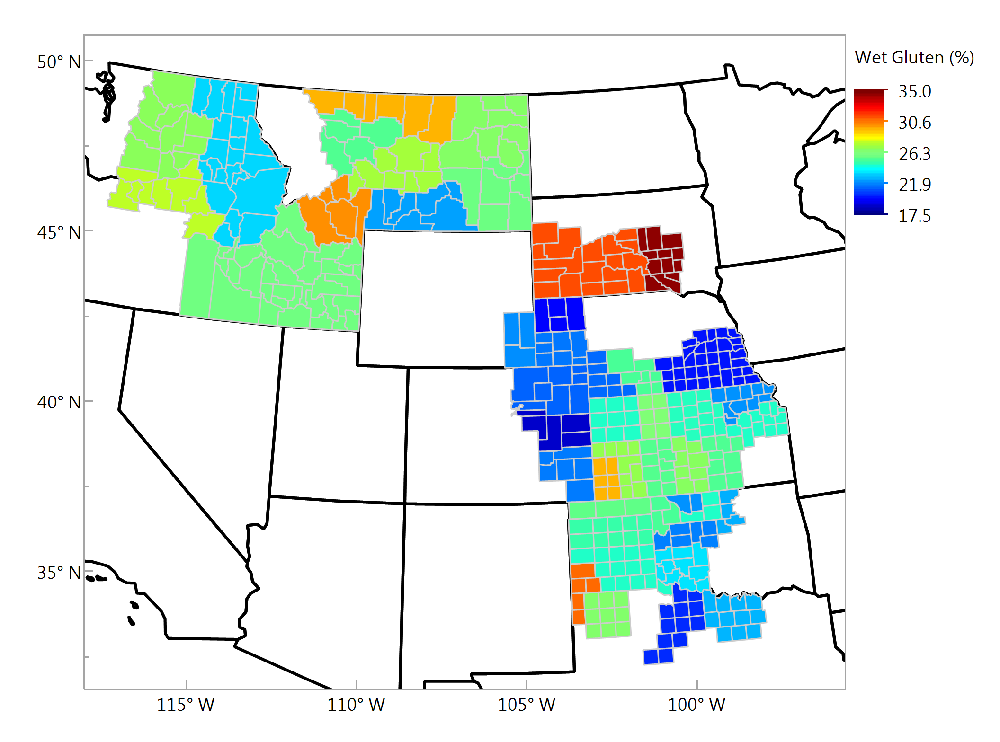 Wet Gluten (%)
35.0
30.6
26.3
21.9
17.5
50° N
45° N
40° N
35° N
115° W
110° W
105° W
100° W